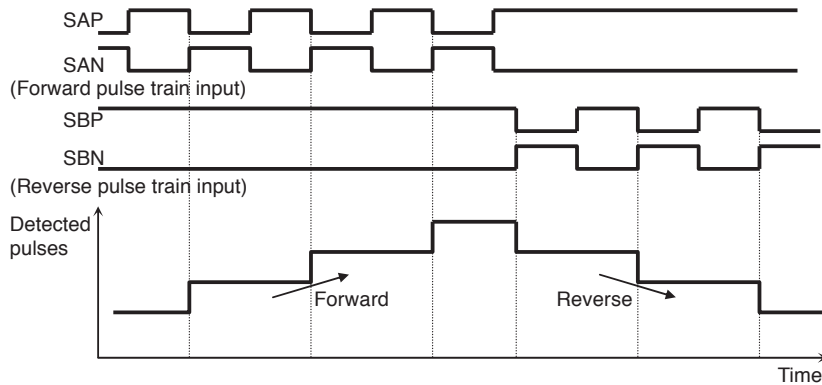 SAP
SAN
(Forward pulse train input)
SBP
SBN
(Reverse pulse train input)
Detected
pulses
Forward
Reverse
Time